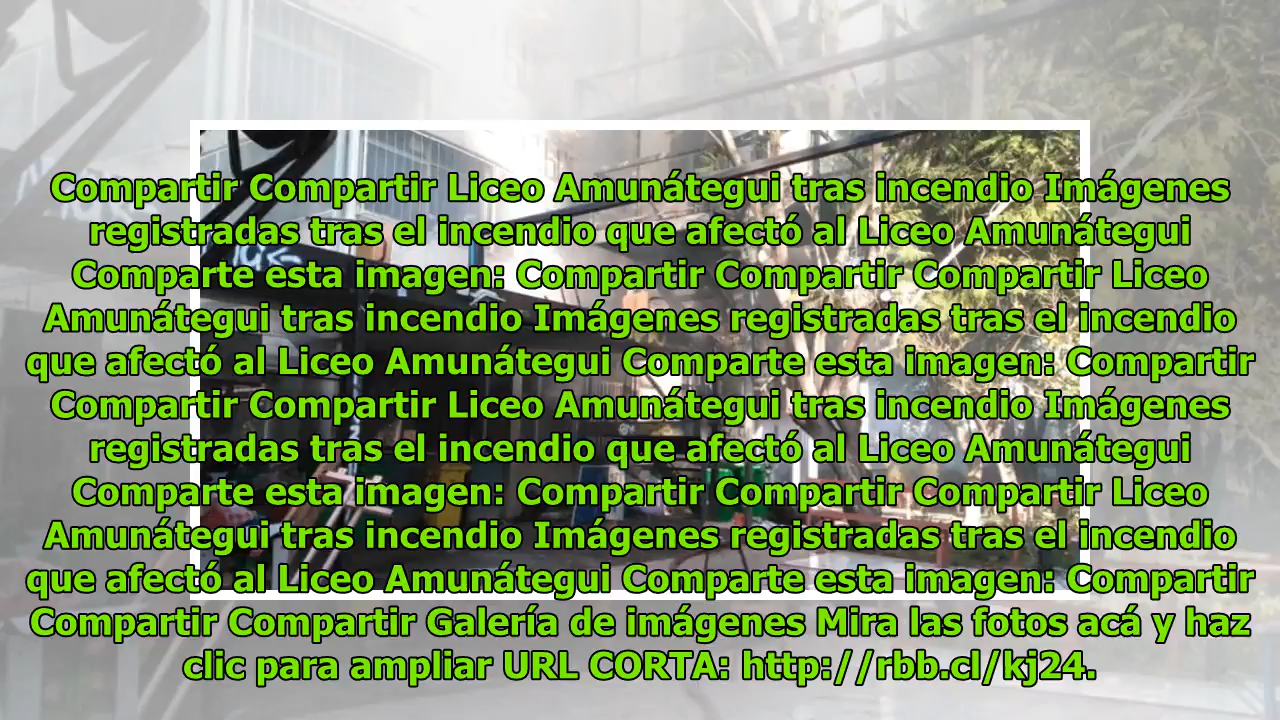 Compartir Compartir Liceo Amunátegui tras incendio Imágenes
registradas tras el incendio que afectó al Liceo Amunátegui
Comparte esta imagen: Compartir Compartir Compartir Liceo
Amunátegui tras incendio Imágenes registradas tras el incendio
que afectó al Liceo Amunátegui Comparte esta imagen: Compartir
Compartir Compartir Liceo Amunátegui tras incendio Imágenes
registradas tras el incendio que afectó al Liceo Amunátegui
Comparte esta imagen: Compartir Compartir Compartir Liceo
Amunátegui tras incendio Imágenes registradas tras el incendio
que afectó al Liceo Amunátegui Comparte esta imagen: Compartir
Compartir Compartir Galería de imágenes Mira las fotos acá y haz
clic para ampliar URL CORTA: http://rbb.cl/kj24.